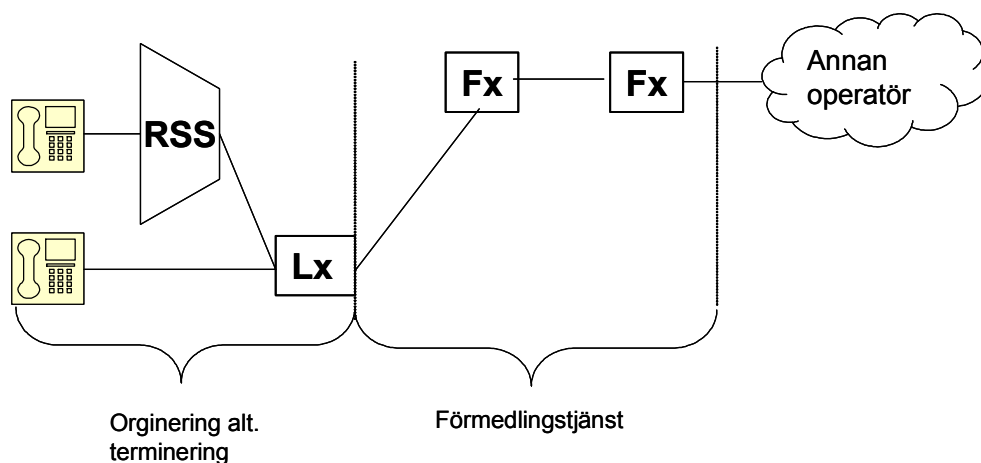 RSS
Lx
Fx
Fx
Annan
operatör
Orginering alt.
terminering
Förmedlingstjänst